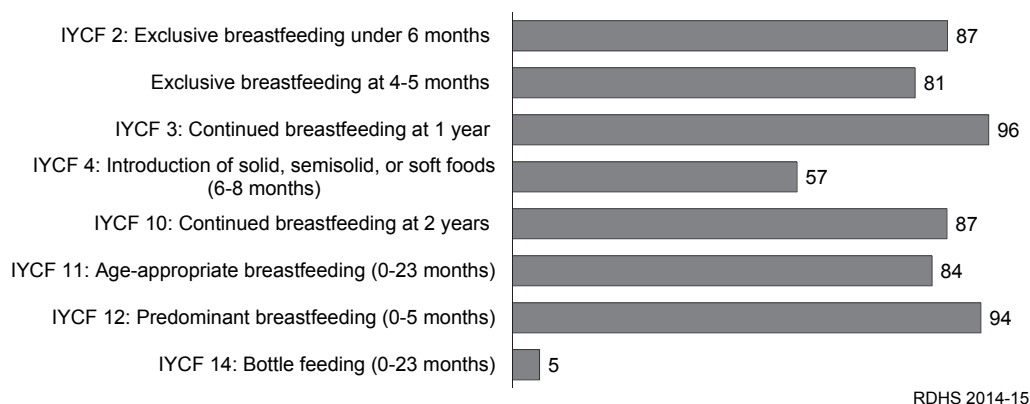 IYCF 2: Exclusive breastfeeding under 6 months 87
Exclusive breastfeeding at 4-5 months 81
IYCF 3: Continued breastfeeding at 1 year 96
IYCF 4: Introduction of solid, semisolid, or soft foods
(6-8 months) 57
IYCF 10: Continued breastfeeding at 2 years 87
IYCF 11: Age-appropriate breastfeeding (0-23 months) 84
IYCF 12: Predominant breastfeeding (0-5 months) 94
IYCF 14: Bottle feeding (0-23 months) 5
RDHS 2014-15